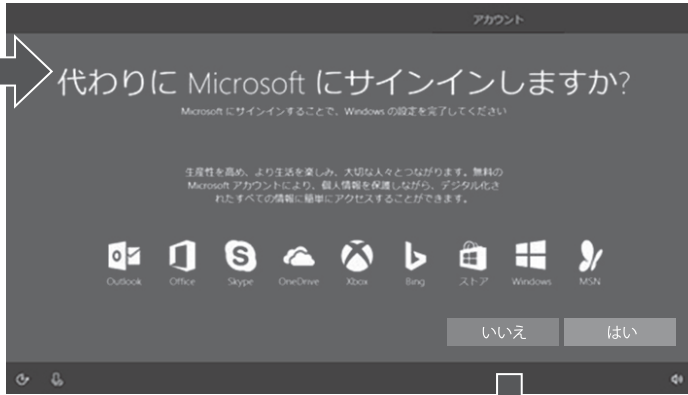 アカウント
代わりに Microsoft にサインインしますか?
Microsoft にサインインすることで、Windows の設定を完了してください
生産性を高め、より生活を楽しみ、大切な人々とつながります。無料の
Microsoft アカウントにより、個人情報を保護しながら、デジタル化さ
れたすべての情報に簡単にアクセスすることができます。
Outlook Office Skype OneDrive Xbox Bing ストア Windows MSN
いいえ はい